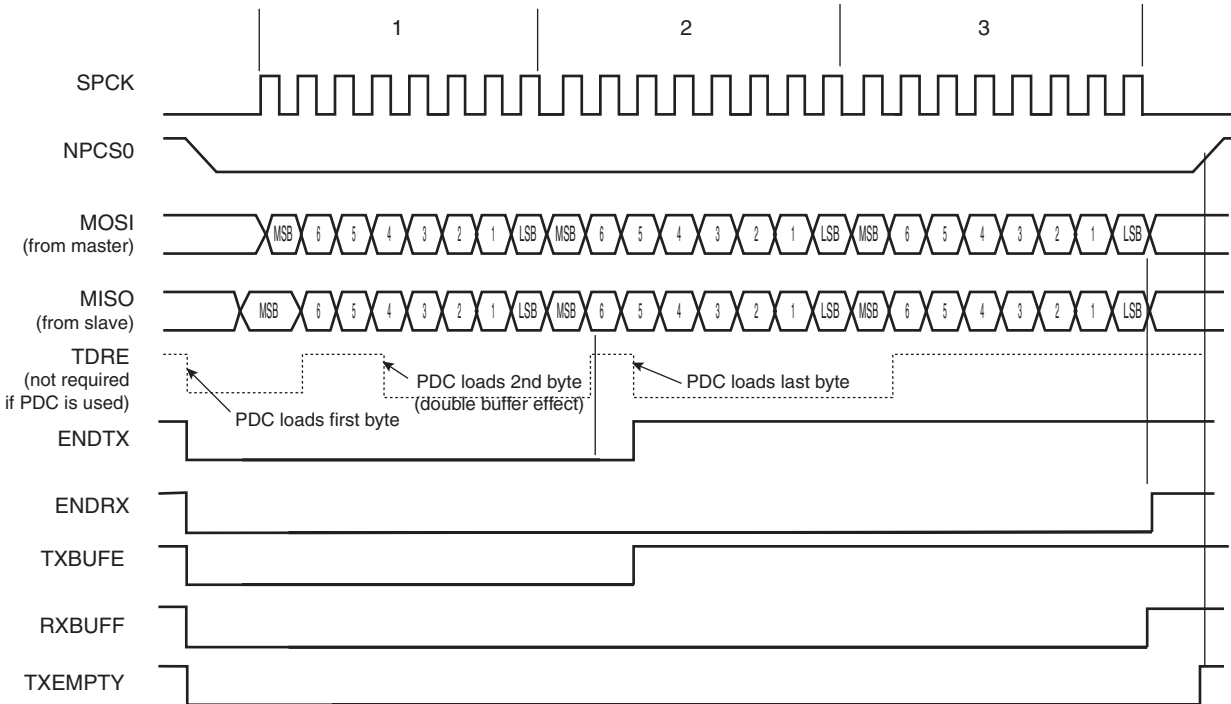 1 2 3
SPCK
NPCS0
MOSI
(from master)
MSB 6 5 4 3 2 1 LSB MSB 6 5 4 3 2 1 LSB MSB 6 5 4 3 2 1 LSB
MISO
(from slave)
MSB 6 5 4 3 2 1 LSB MSB 6 5 4 3 2 1 LSB MSB 6 5 4 3 2 1 LSB
TDRE
(not required
if PDC is used)
PDC loads first byte
PDC loads 2nd byte
(double buffer effect)
PDC loads last byte
ENDTX
ENDRX
TXBUFE
RXBUFF
TXEMPTY